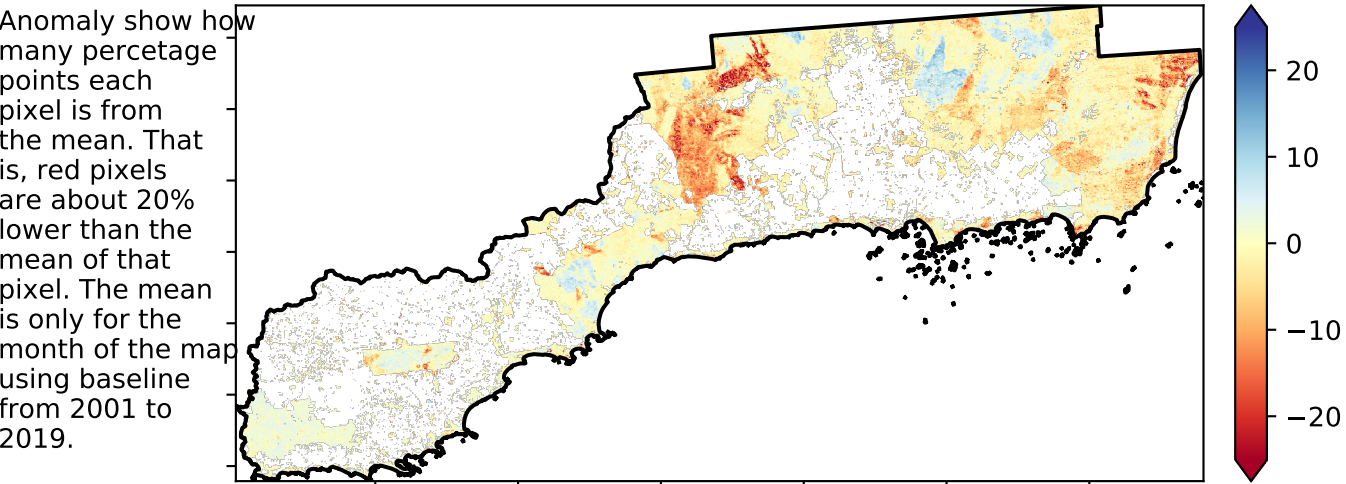 Anomaly show how
many percetage
points each
pixel is from
the mean. That
is, red pixels
are about 20%
lower than the
mean of that
pixel. The mean
is only for the
month of the map
using baseline
from 2001 to
2019.
20
10
0
−10
−20